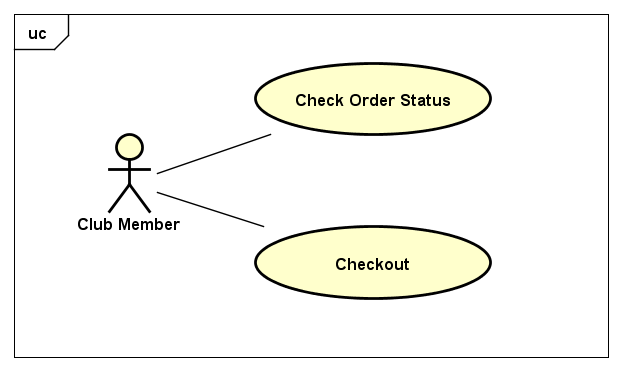 uc
Check Order Status
Club Member
Checkout